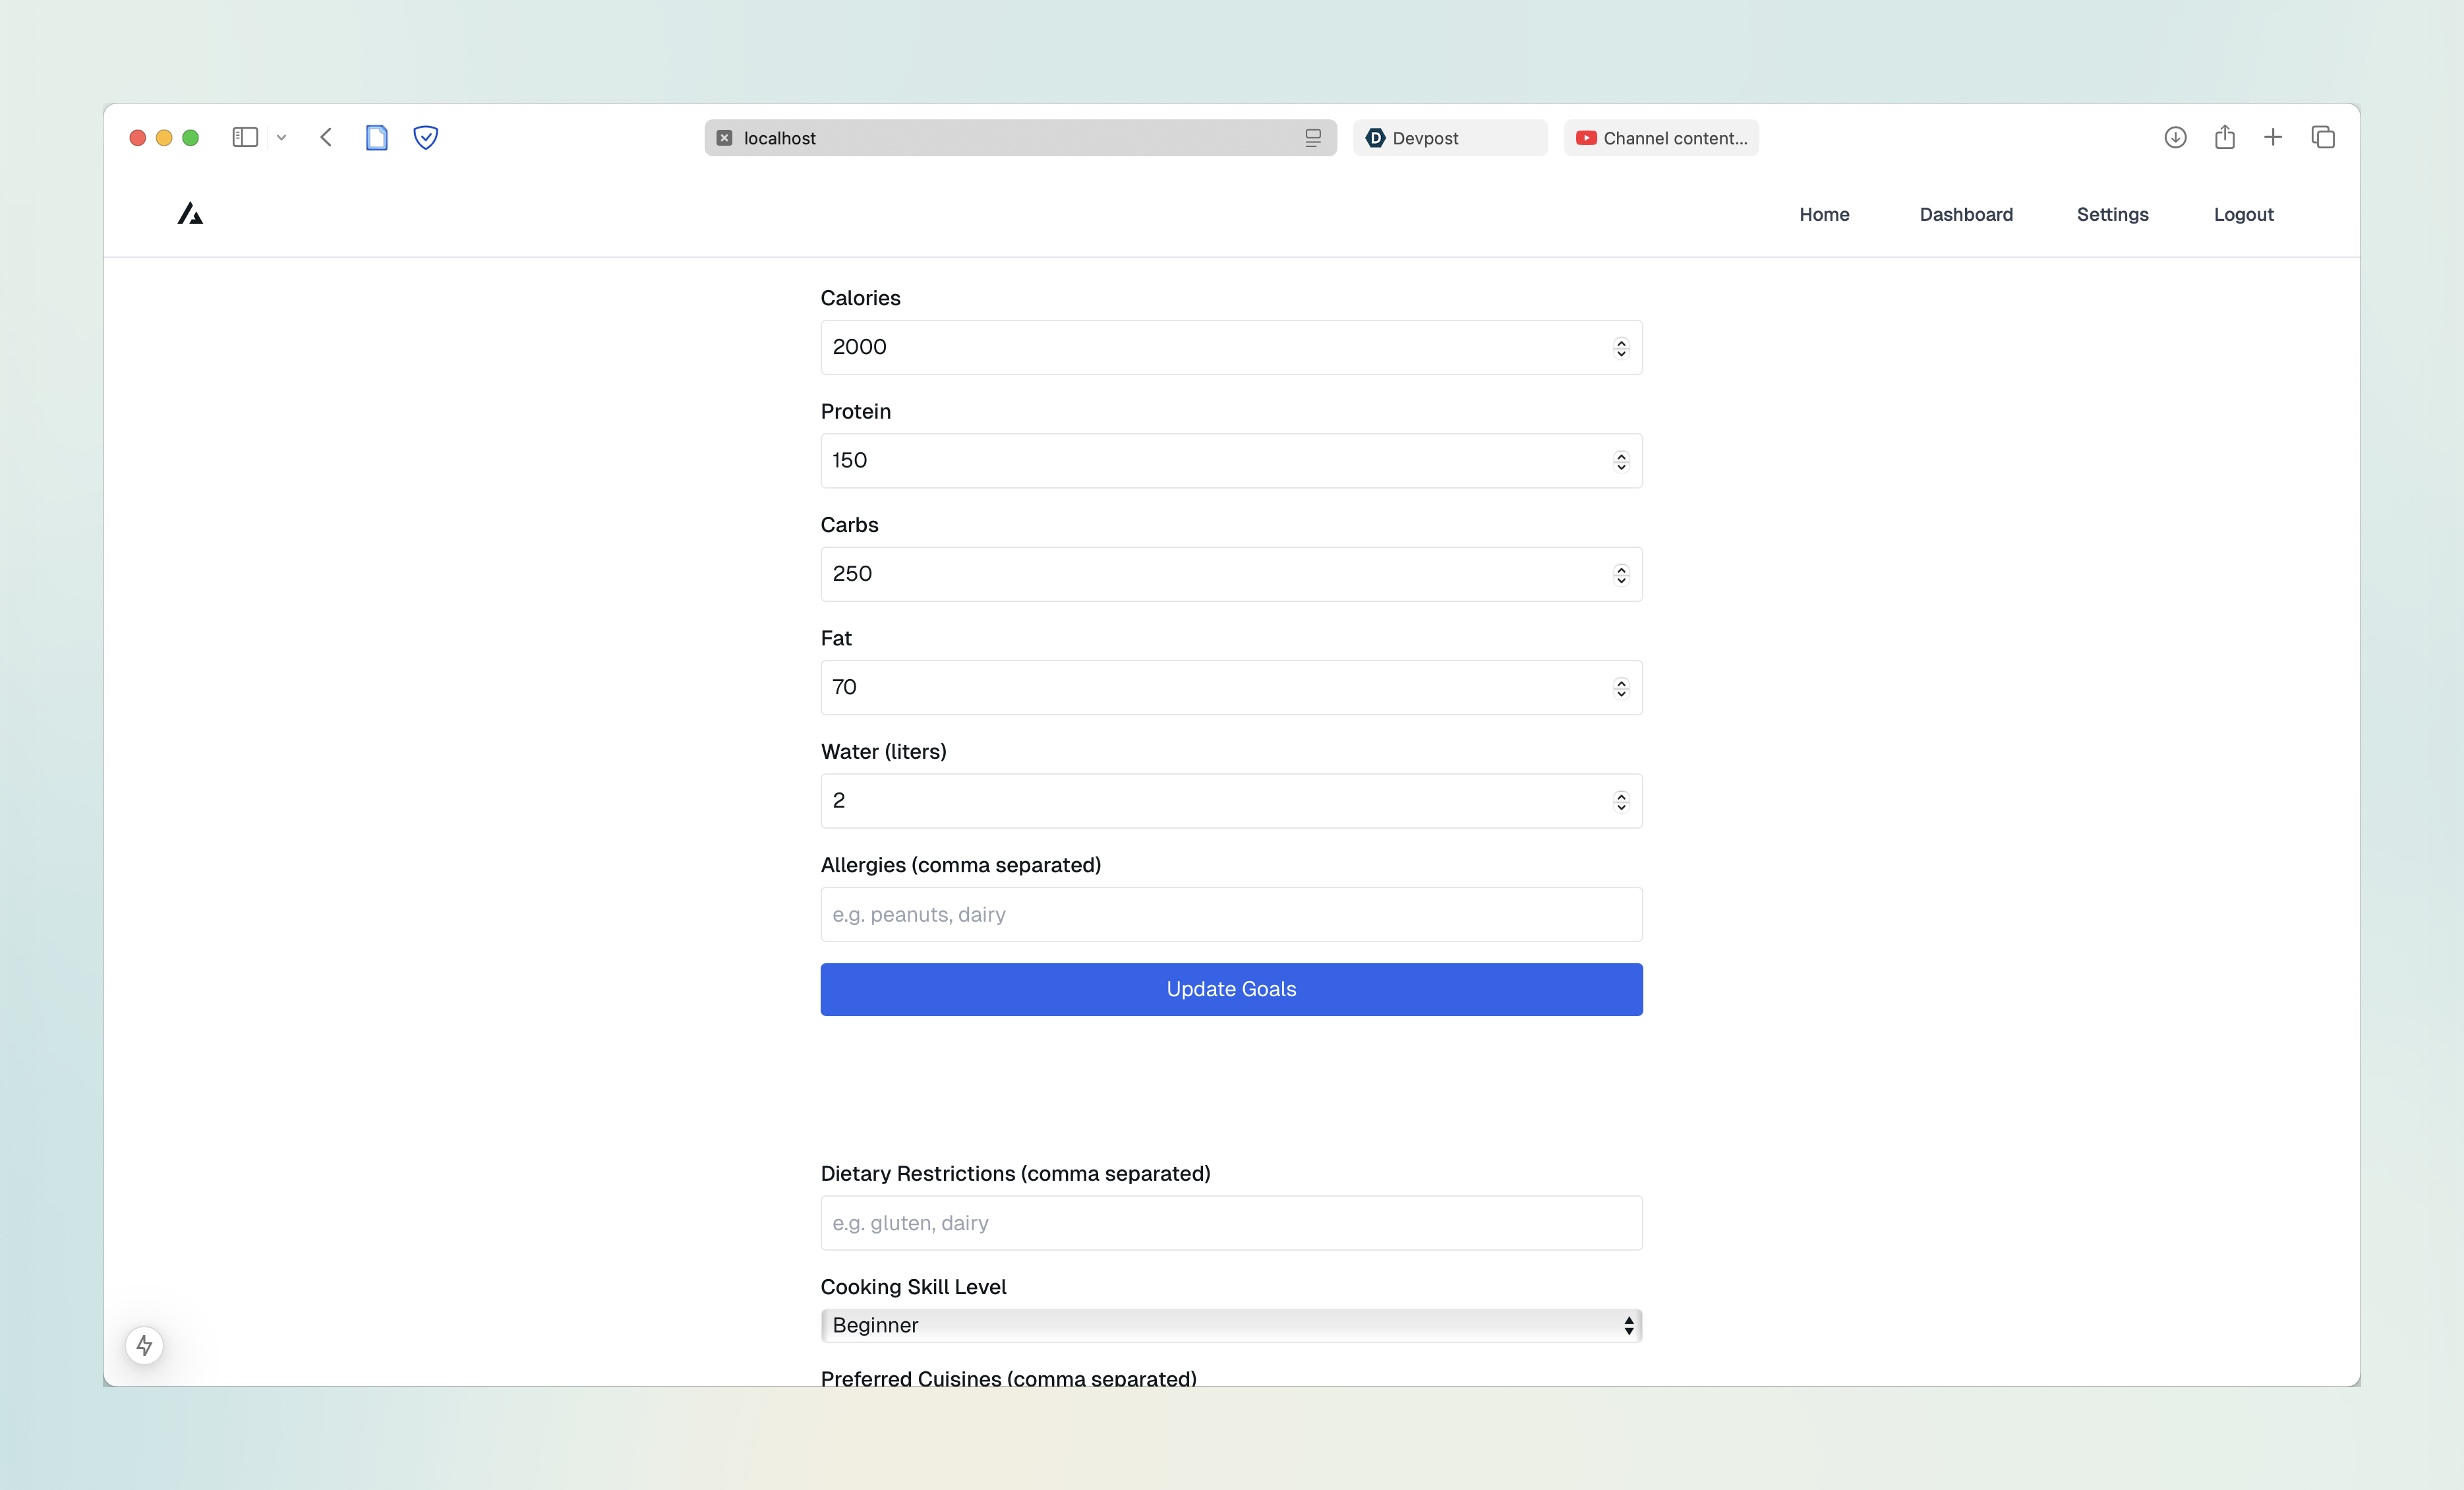 localhost
Devpost
Channel content...
Home Dashboard Settings Logout
Calories
2000
Protein
150
Carbs
250
Fat
70
Water (liters)
2
Allergies (comma separated)
e.g. peanuts, dairy
Update Goals
Dietary Restrictions (comma separated)
e.g. gluten, dairy
Cooking Skill Level
Beginner
Preferred Cuisines (comma separated)